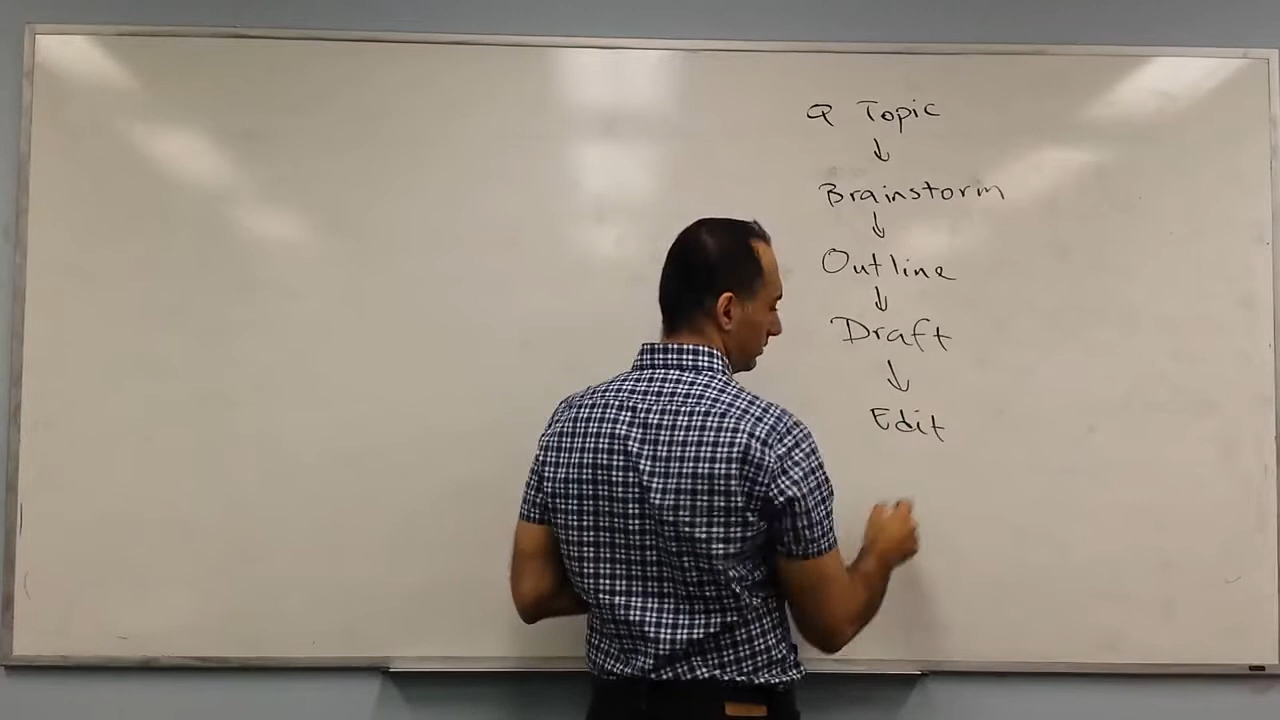 Q Topic
↓
Brainstorm
↓
Outline
↓
Draft
↓
Edit